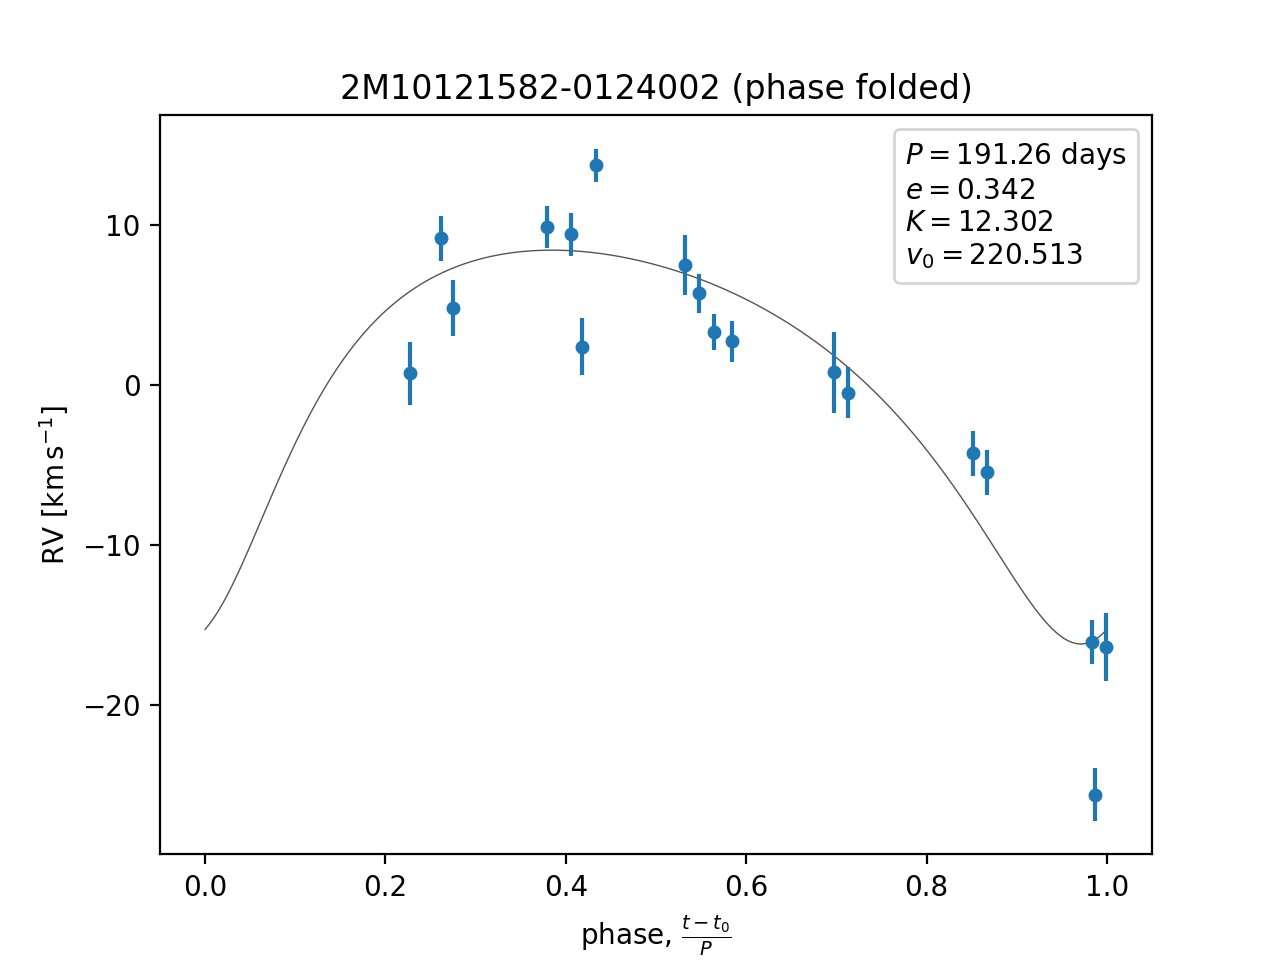 2M10121582-0124002 (phase folded)
P = 191.26 days
e = 0.342
K = 12.302
v₀ = 220.513
10
0
−10
−20
RV [km s⁻¹]
0.0 0.2 0.4 0.6 0.8 1.0
phase, (t − t₀)/P